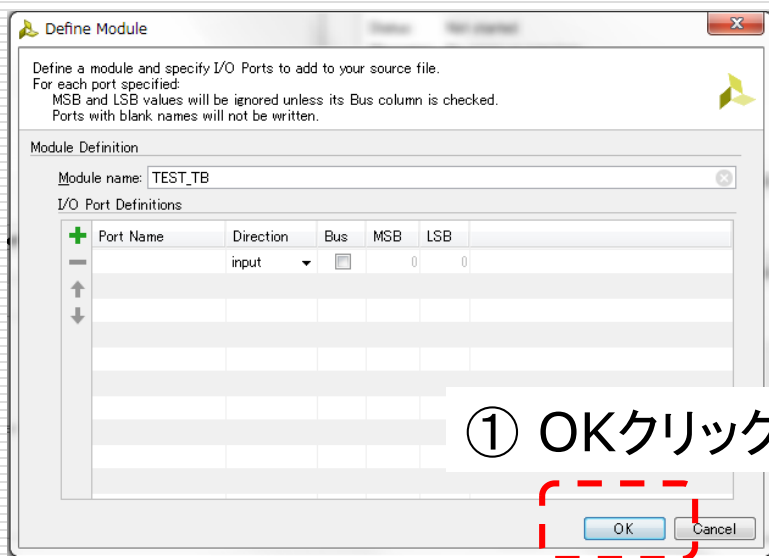 Define Module
Define a module and specify I/O Ports to add to your source file.
For each port specified:
MSB and LSB values will be ignored unless its Bus column is checked.
Ports with blank names will not be written.
Module Definition
Module name: TEST_TB
I/O Port Definitions
Port Name Direction Bus MSB LSB
input 0 0
① OKクリック
OK Cancel